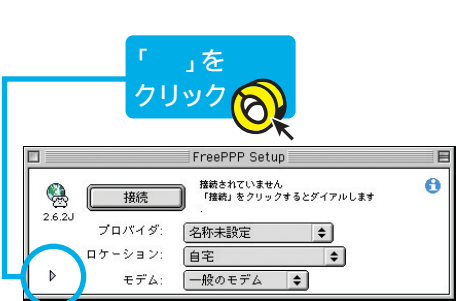 「　」を
クリック
FreePPP Setup
接続
接続されていません
「接続」をクリックするとダイアルします
.
2.6.2J
プロバイダ: 名称未設定
ロケーション: 自宅
モデム: 一般のモデム